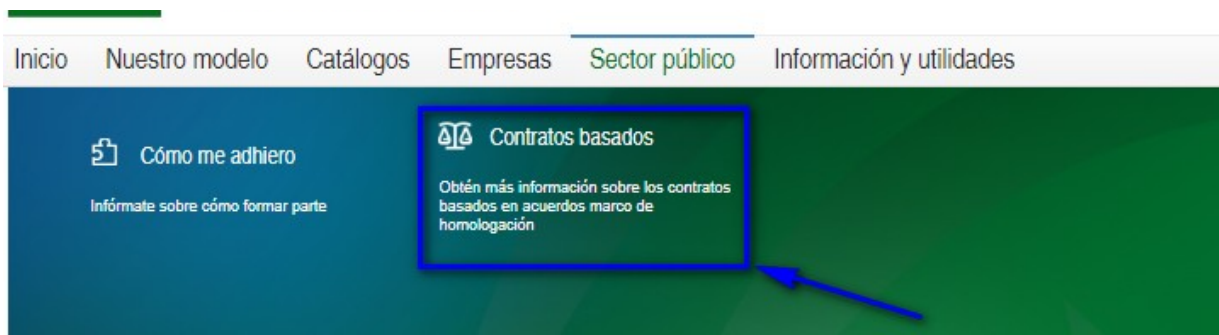 Inicio Nuestro modelo Catálogos Empresas Sector público Información y utilidades
Cómo me adhiero
Infórmate sobre cómo formar parte
Contratos basados
Obtén más información sobre los contratos
basados en acuerdos marco de
homologación